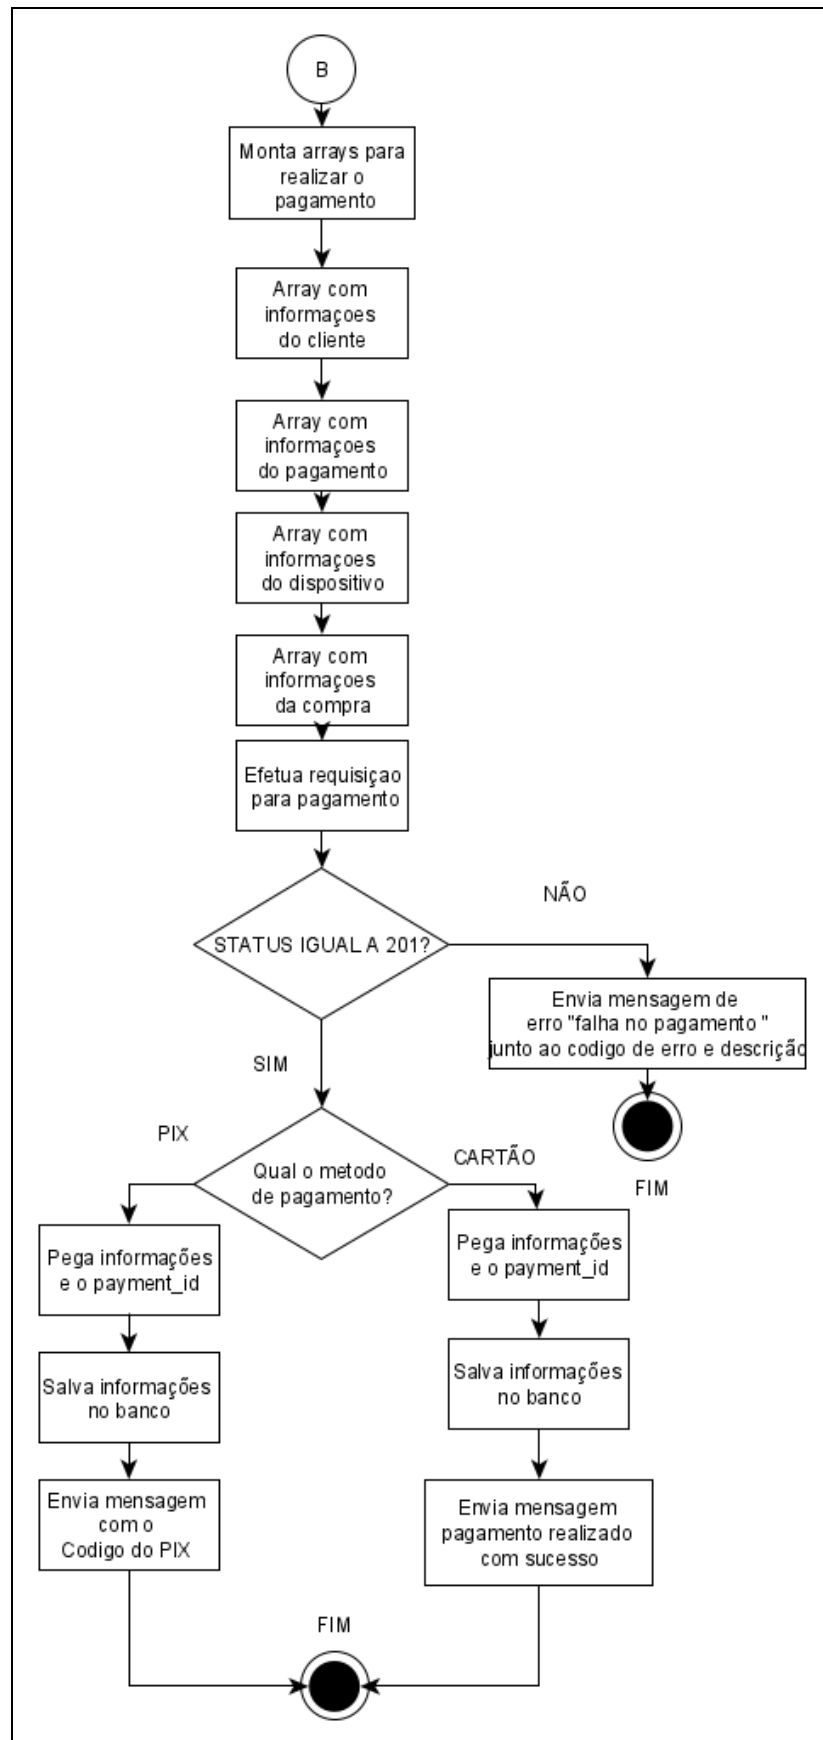 B
Monta arrays para
realizar o
pagamento
Array com
informaçoes
do cliente
Array com
informaçoes
do pagamento
Array com
informaçoes
do dispositivo
Array com
informaçoes
da compra
Efetua requisiçao
para pagamento
STATUS IGUAL A 201?
NÃO
Envia mensagem de
erro "falha no pagamento "
junto ao codigo de erro e descrição
FIM
SIM
Qual o metodo
de pagamento?
PIX
CARTÃO
Pega informações
e o payment_id
Salva informações
no banco
Envia mensagem
com o
Codigo do PIX
Pega informações
e o payment_id
Salva informações
no banco
Envia mensagem
pagamento realizado
com sucesso
FIM